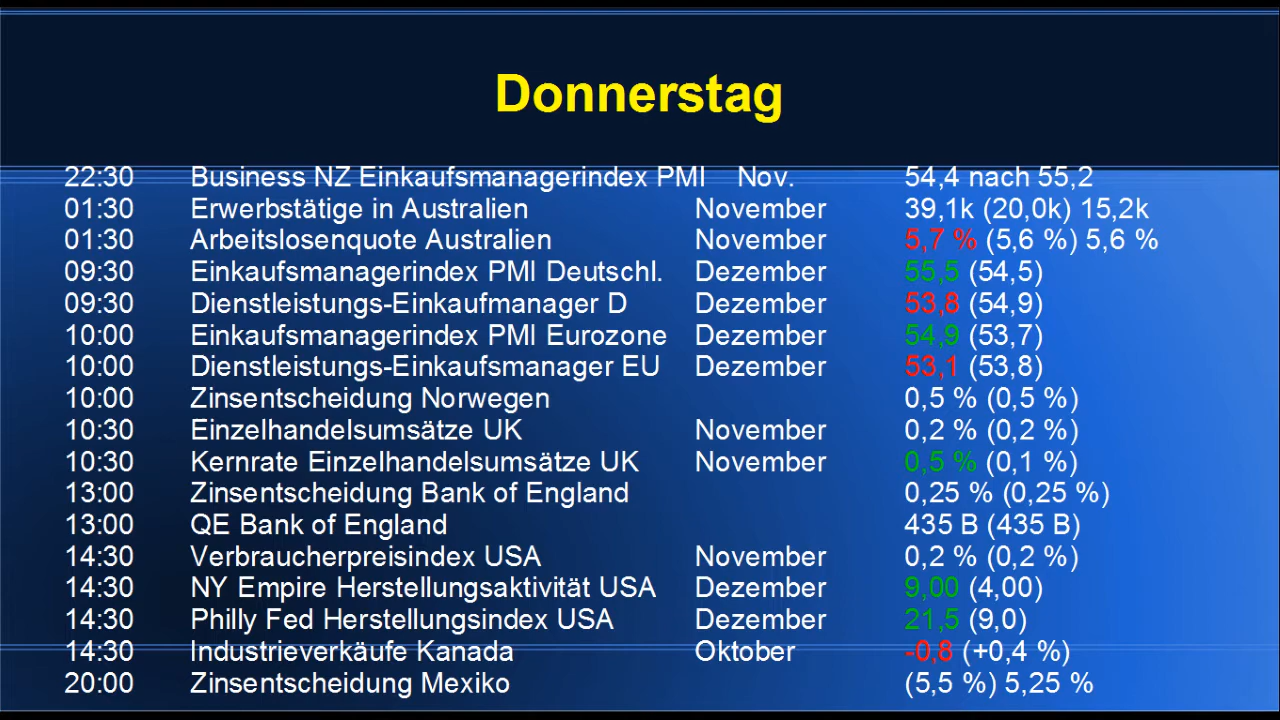 Donnerstag
22:30 Business NZ Einkaufsmanagerindex PMI Nov. 54,4 nach 55,2
01:30 Erwerbstätige in Australien November 39,1k (20,0k) 15,2k
01:30 Arbeitslosenquote Australien November 5,7 % (5,6 %) 5,6 %
09:30 Einkaufsmanagerindex PMI Deutschl. Dezember 55,5 (54,5)
09:30 Dienstleistungs-Einkaufmanager D Dezember 53,8 (54,9)
10:00 Einkaufsmanagerindex PMI Eurozone Dezember 54,9 (53,7)
10:00 Dienstleistungs-Einkaufsmanager EU Dezember 53,1 (53,8)
10:00 Zinsentscheidung Norwegen 0,5 % (0,5 %)
10:30 Einzelhandelsumsätze UK November 0,2 % (0,2 %)
10:30 Kernrate Einzelhandelsumsätze UK November 0,5 % (0,1 %)
13:00 Zinsentscheidung Bank of England 0,25 % (0,25 %)
13:00 QE Bank of England 435 B (435 B)
14:30 Verbraucherpreisindex USA November 0,2 % (0,2 %)
14:30 NY Empire Herstellungsaktivität USA Dezember 9,00 (4,00)
14:30 Philly Fed Herstellungsindex USA Dezember 21,5 (9,0)
14:30 Industrieverkäufe Kanada Oktober -0,8 (+0,4 %)
20:00 Zinsentscheidung Mexiko (5,5 %) 5,25 %